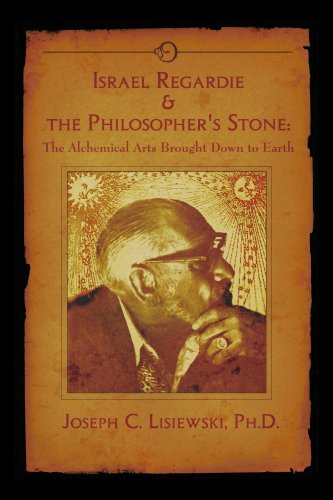 ISRAEL REGARDIE
&
THE PHILOSOPHER'S STONE:
The Alchemical Arts Brought Down to Earth
JOSEPH C. LISIEWSKI, PH.D.